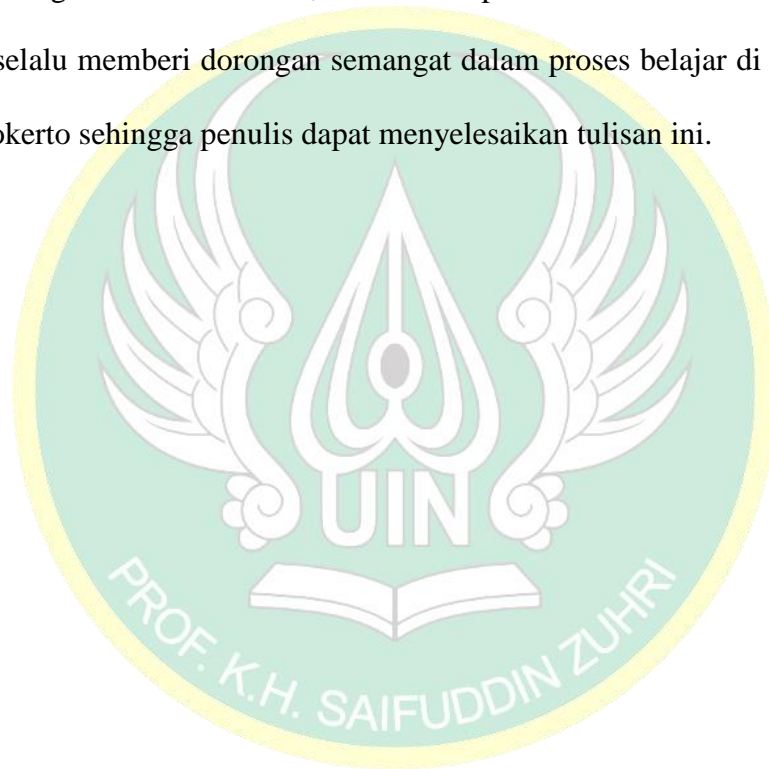 selalu memberi dorongan semangat dalam proses belajar di
okerto sehingga penulis dapat menyelesaikan tulisan ini.
UIN
PROF. K.H. SAIFUDDIN ZUHRI